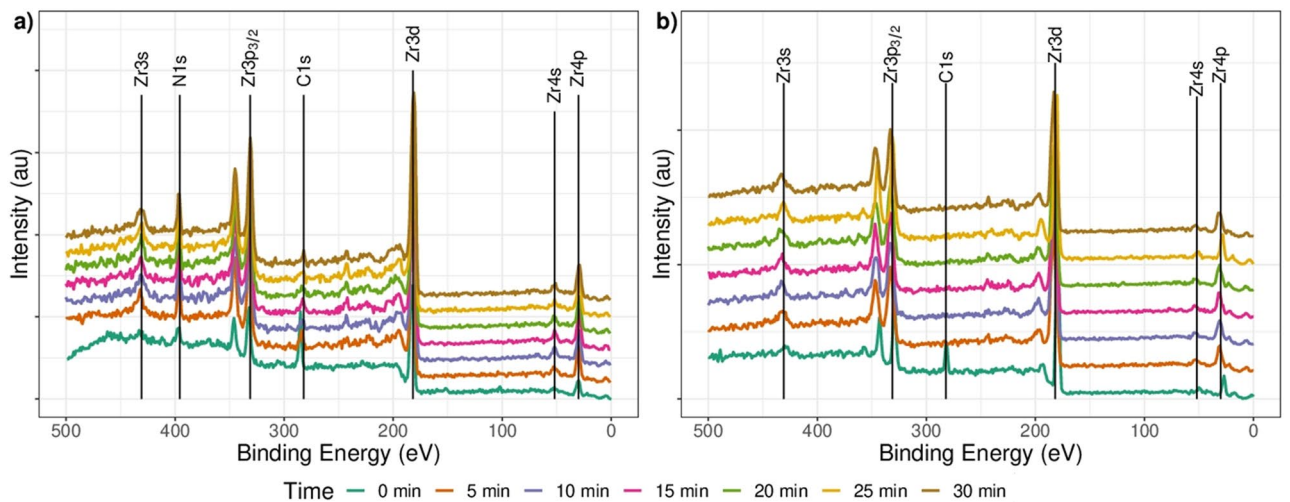 a)
Zr3s
N1s
Zr3p3/2
C1s
Zr3d
Zr4s
Zr4p
Intensity (au)
500 400 300 200 100 0
Binding Energy (eV)
b)
Zr3s
Zr3p3/2
C1s
Zr3d
Zr4s
Zr4p
Intensity (au)
500 400 300 200 100 0
Binding Energy (eV)
Time 0 min 5 min 10 min 15 min 20 min 25 min 30 min